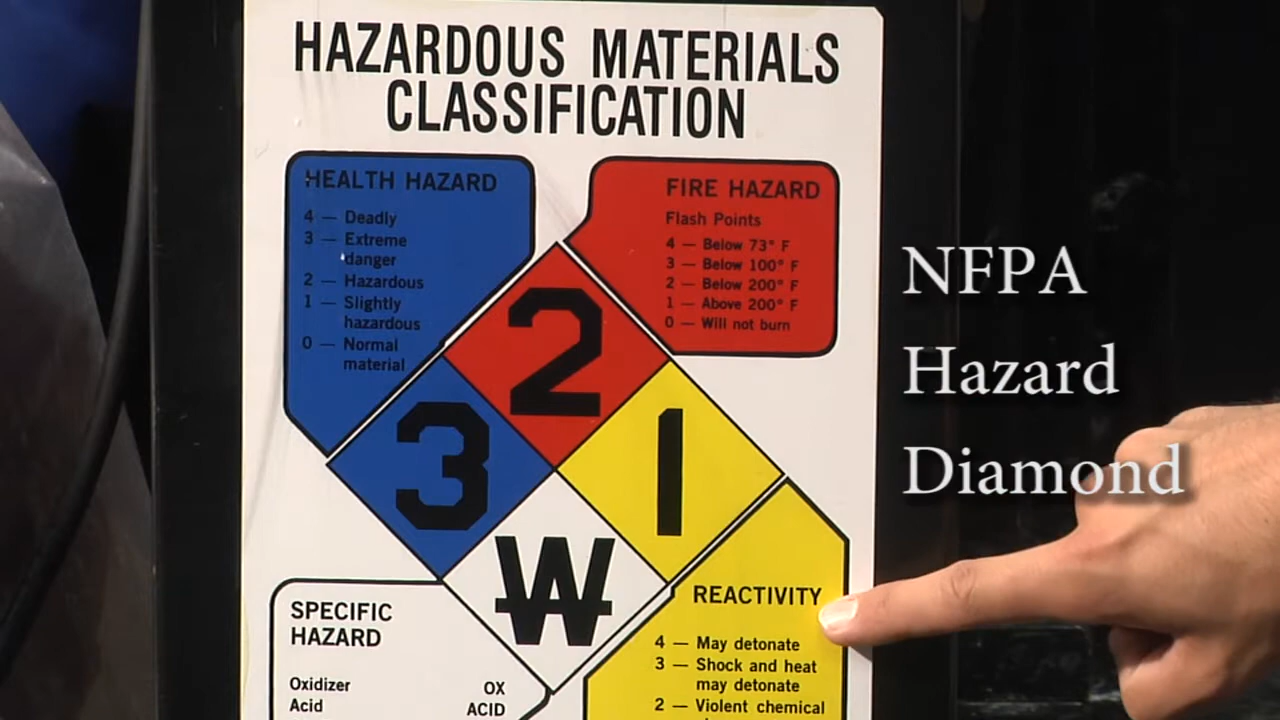 HAZARDOUS MATERIALS
CLASSIFICATION
HEALTH HAZARD
4 — Deadly
3 — Extreme
danger
2 — Hazardous
1 — Slightly
hazardous
0 — Normal
material
FIRE HAZARD
Flash Points
4 — Below 73° F
3 — Below 100° F
2 — Below 200° F
1 — Above 200° F
0 — Will not burn
2
3
1
W
NFPA
Hazard
Diamond
SPECIFIC
HAZARD
Oxidizer OX
Acid ACID
REACTIVITY
4 — May detonate
3 — Shock and heat
may detonate
2 — Violent chemical